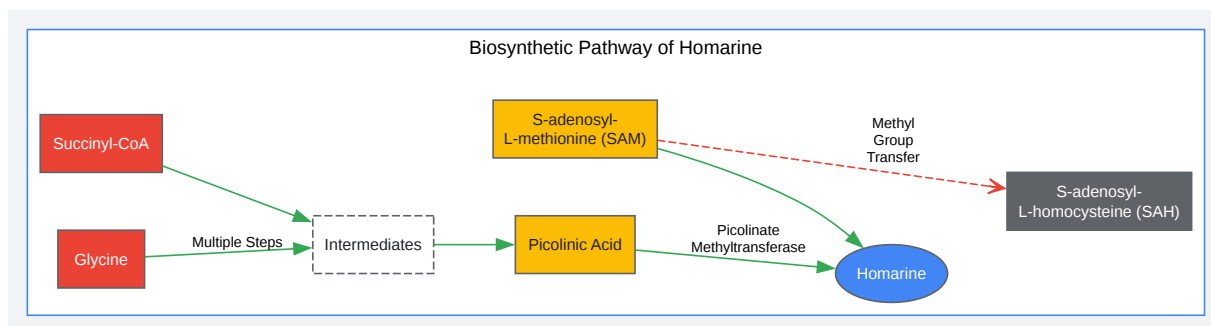 Biosynthetic Pathway of Homarine
Succinyl-CoA
S-adenosyl-
L-methionine (SAM)
Methyl
Group
Transfer
S-adenosyl-
L-homocysteine (SAH)
Glycine
Multiple Steps
Intermediates
Picolinic Acid
Picolinate
Methyltransferase
Homarine